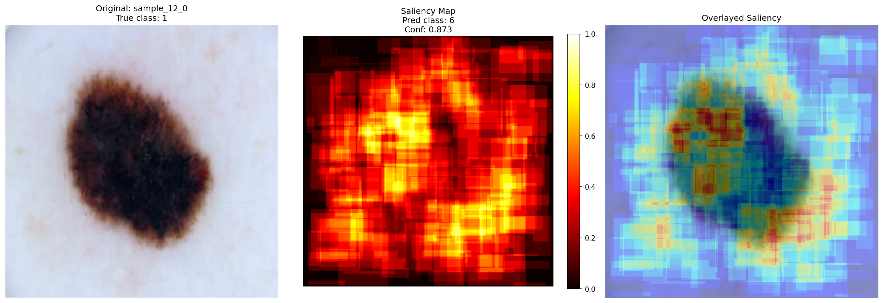 Original: sample_12_0
True class: 1
Saliency Map
Pred class: 6
Conf: 0.873
Overlayed Saliency
1.0
0.8
0.6
0.4
0.2
0.0